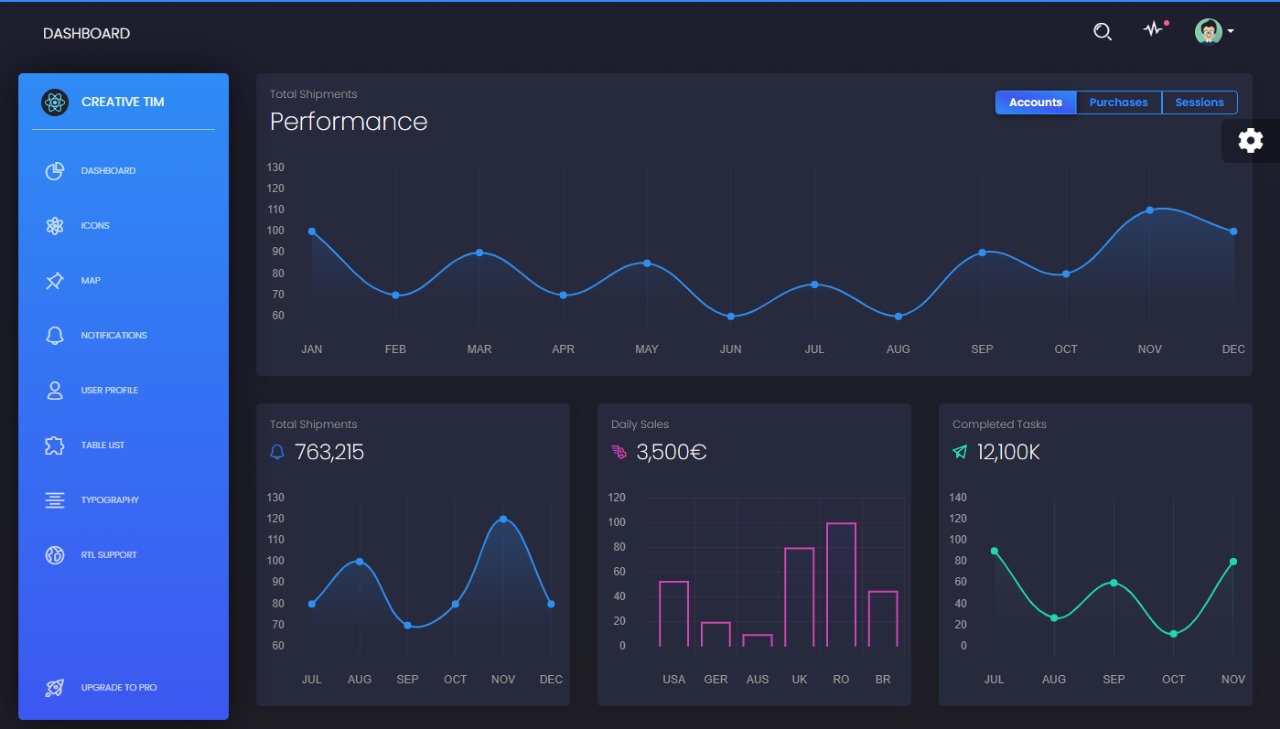 DASHBOARD
CREATIVE TIM
DASHBOARD
ICONS
MAP
NOTIFICATIONS
USER PROFILE
TABLE LIST
TYPOGRAPHY
RTL SUPPORT
UPGRADE TO PRO
Total Shipments
Performance
Accounts Purchases Sessions
130
120
110
100
90
80
70
60
JAN FEB MAR APR MAY JUN JUL AUG SEP OCT NOV DEC
Total Shipments
763,215
130
120
110
100
90
80
70
60
JUL AUG SEP OCT NOV DEC
Daily Sales
3,500€
120
100
80
60
40
20
0
USA GER AUS UK RO BR
Completed Tasks
12,100K
140
120
100
80
60
40
20
0
JUL AUG SEP OCT NOV